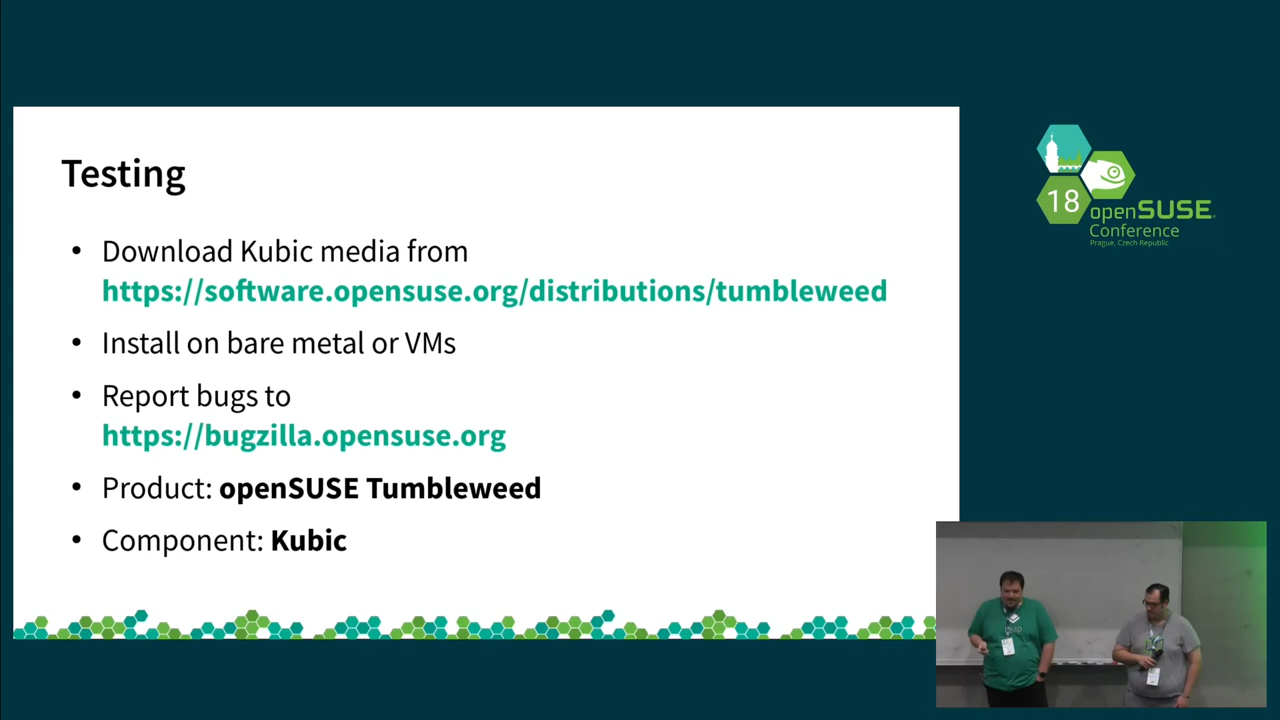 Testing
• Download Kubic media from
https://software.opensuse.org/distributions/tumbleweed
• Install on bare metal or VMs
• Report bugs to
https://bugzilla.opensuse.org
• Product: openSUSE Tumbleweed
• Component: Kubic
18
openSUSE
Conference
Prague, Czech Republic